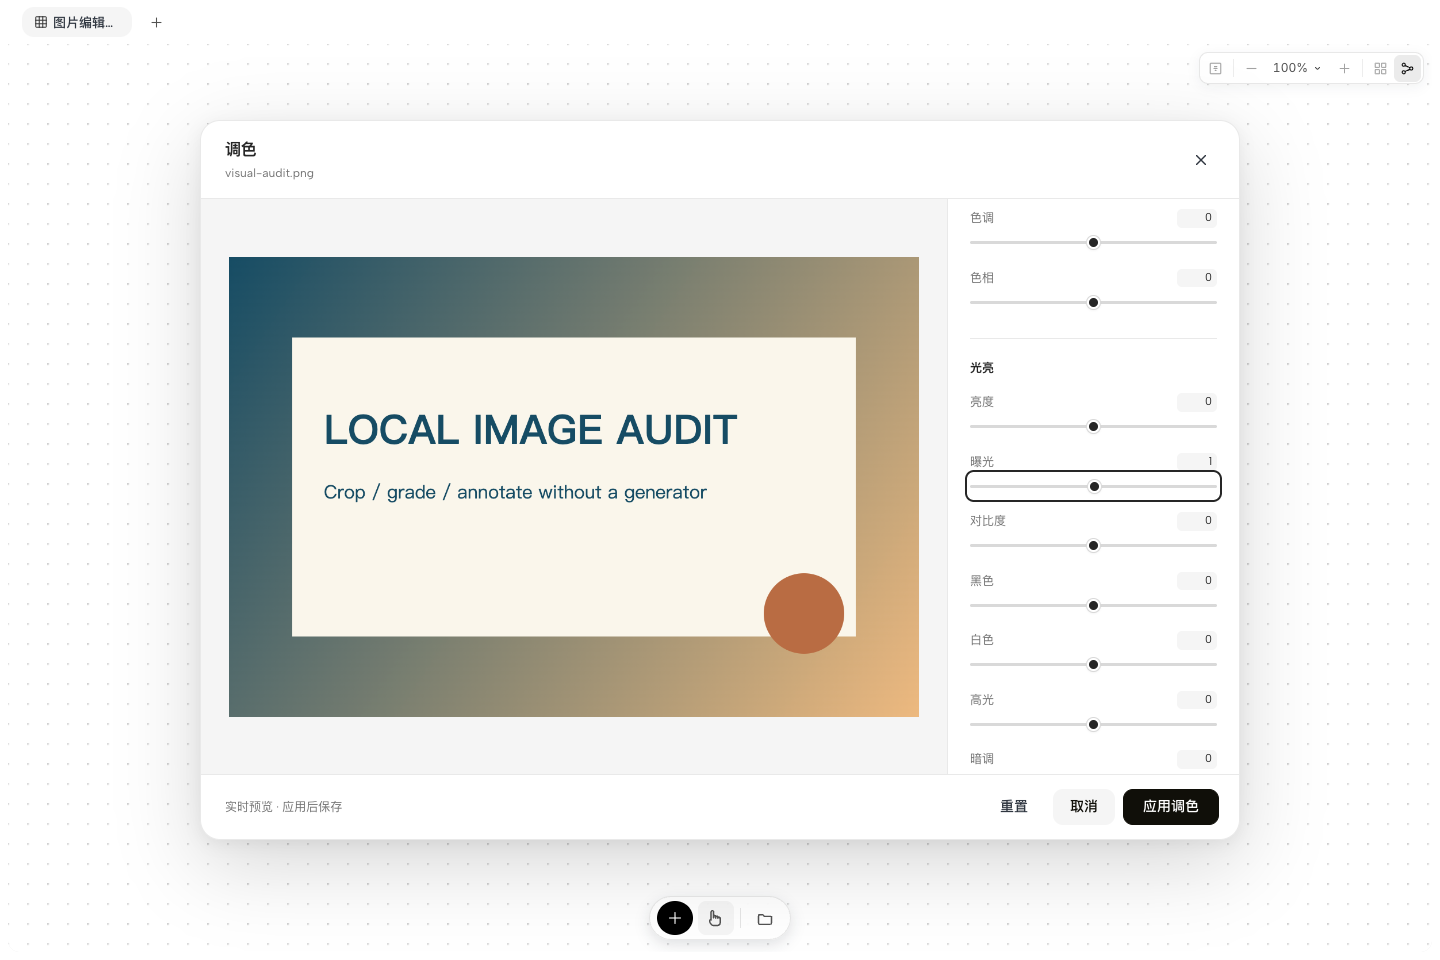 图片编辑...
100%
调色
visual-audit.png
LOCAL IMAGE AUDIT
Crop / grade / annotate without a generator
色调 0
色相 0
光亮
亮度 0
曝光 1
对比度 0
黑色 0
白色 0
高光 0
暗调 0
实时预览 · 应用后保存
重置 取消 应用调色